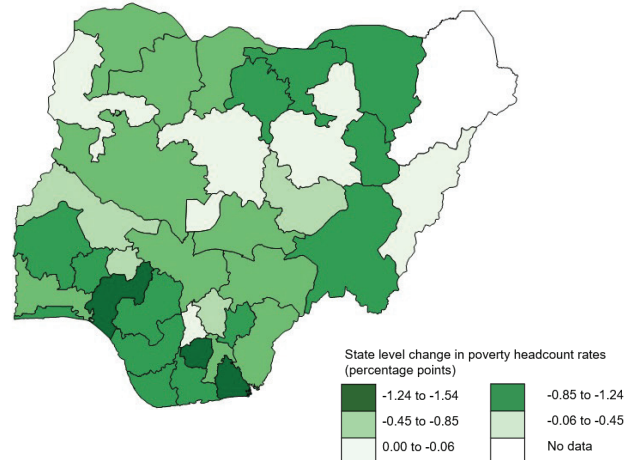 State level change in poverty headcount rates
(percentage points)
-1.24 to -1.54
-0.85 to -1.24
-0.45 to -0.85
-0.06 to -0.45
0.00 to -0.06
No data